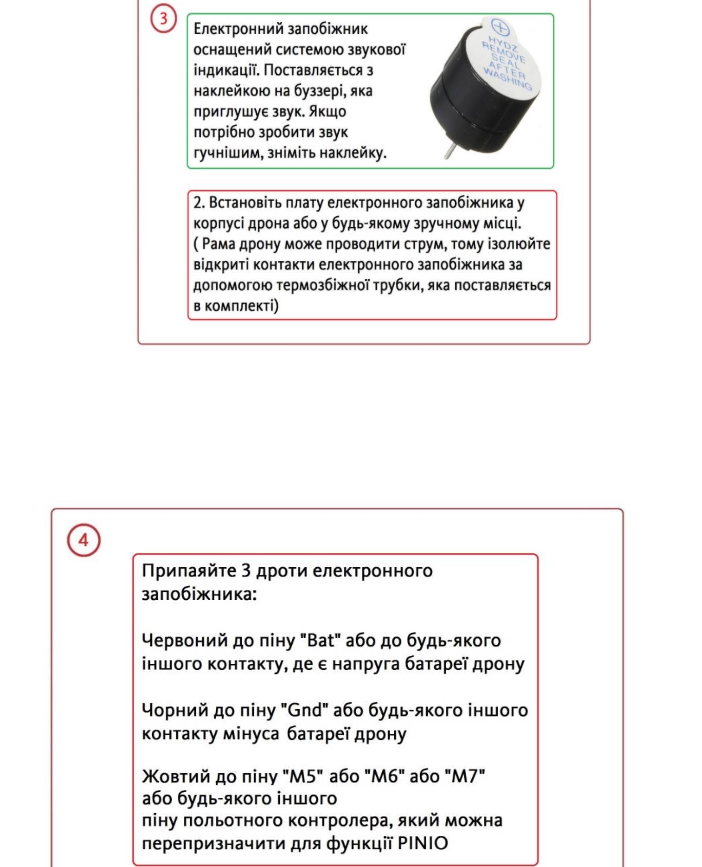 3
Електронний запобіжник
оснащений системою звукової
індикації. Поставляється з
наклейкою на буззері, яка
приглушує звук. Якщо
потрібно зробити звук
гучнішим, зніміть наклейку.
HYDZ
REMOVE
SEAL
AFTER
WASHING
2. Встановіть плату електронного запобіжника у
корпусі дрона або у будь-якому зручному місці.
( Рама дрону може проводити струм, тому ізолюйте
відкриті контакти електронного запобіжника за
допомогою термозбіжної трубки, яка поставляється
в комплекті)
4
Припаяйте 3 дроти електронного
запобіжника:
Червоний до піну "Bat" або до будь-якого
іншого контакту, де є напруга батареї дрону
Чорний до піну "Gnd" або будь-якого іншого
контакту мінуса батареї дрону
Жовтий до піну "M5" або "M6" або "M7"
або будь-якого іншого
піну польотного контролера, який можна
перепризначити для функції PINIO